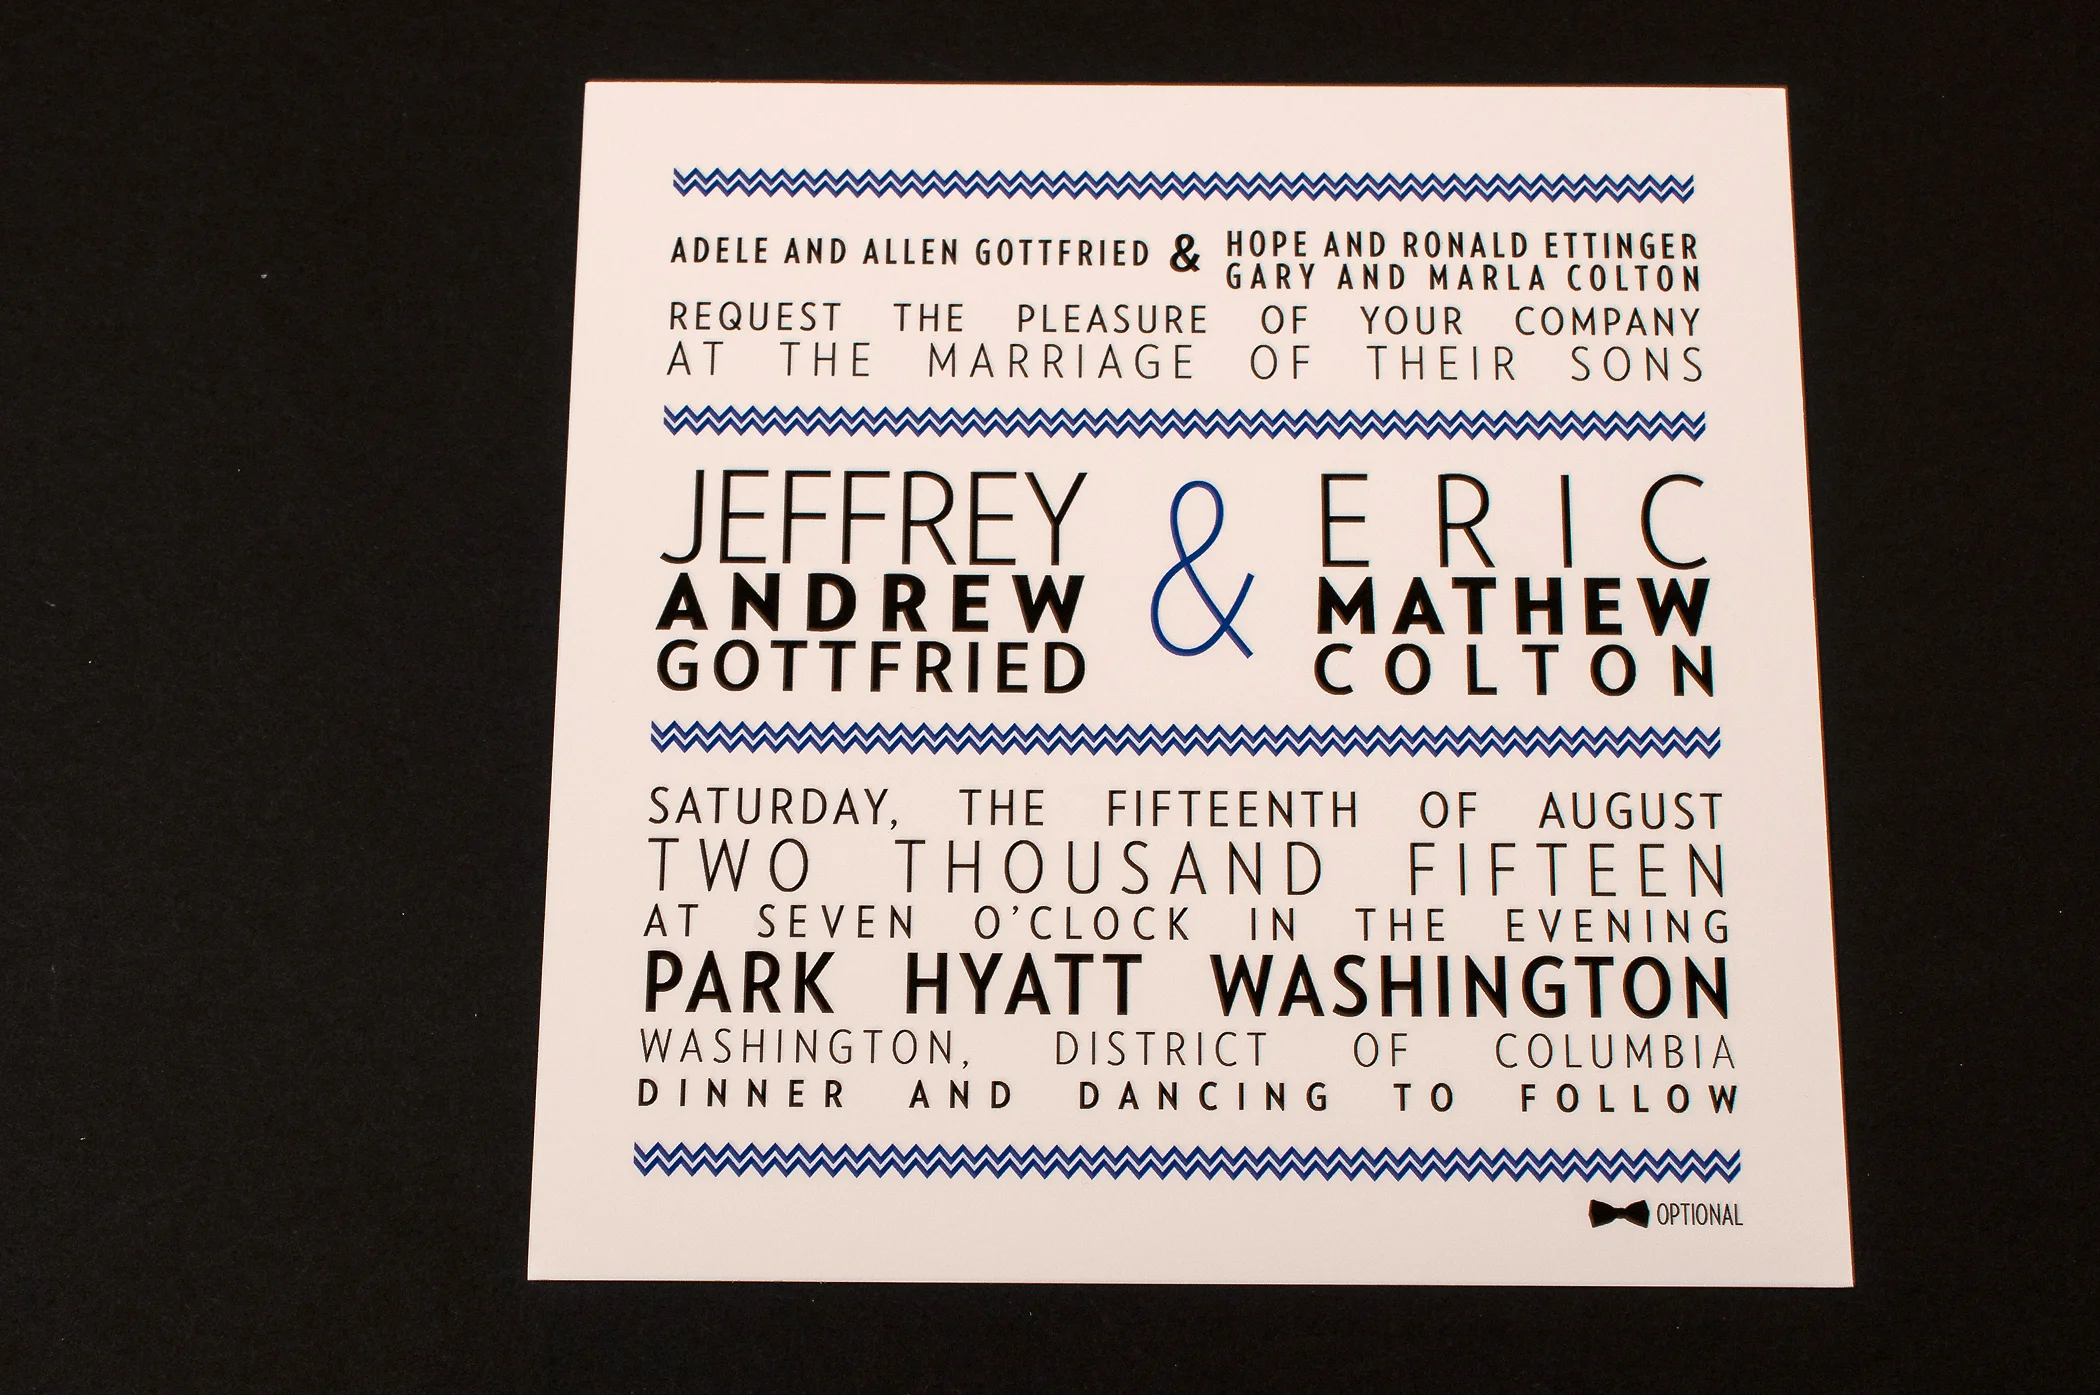 ADELE AND ALLEN GOTTFRIED & HOPE AND RONALD ETTINGER
GARY AND MARLA COLTON
REQUEST THE PLEASURE OF YOUR COMPANY
AT THE MARRIAGE OF THEIR SONS
JEFFREY
ANDREW
GOTTFRIED
&
ERIC
MATHEW
COLTON
SATURDAY, THE FIFTEENTH OF AUGUST
TWO THOUSAND FIFTEEN
AT SEVEN O'CLOCK IN THE EVENING
PARK HYATT WASHINGTON
WASHINGTON, DISTRICT OF COLUMBIA
DINNER AND DANCING TO FOLLOW
OPTIONAL